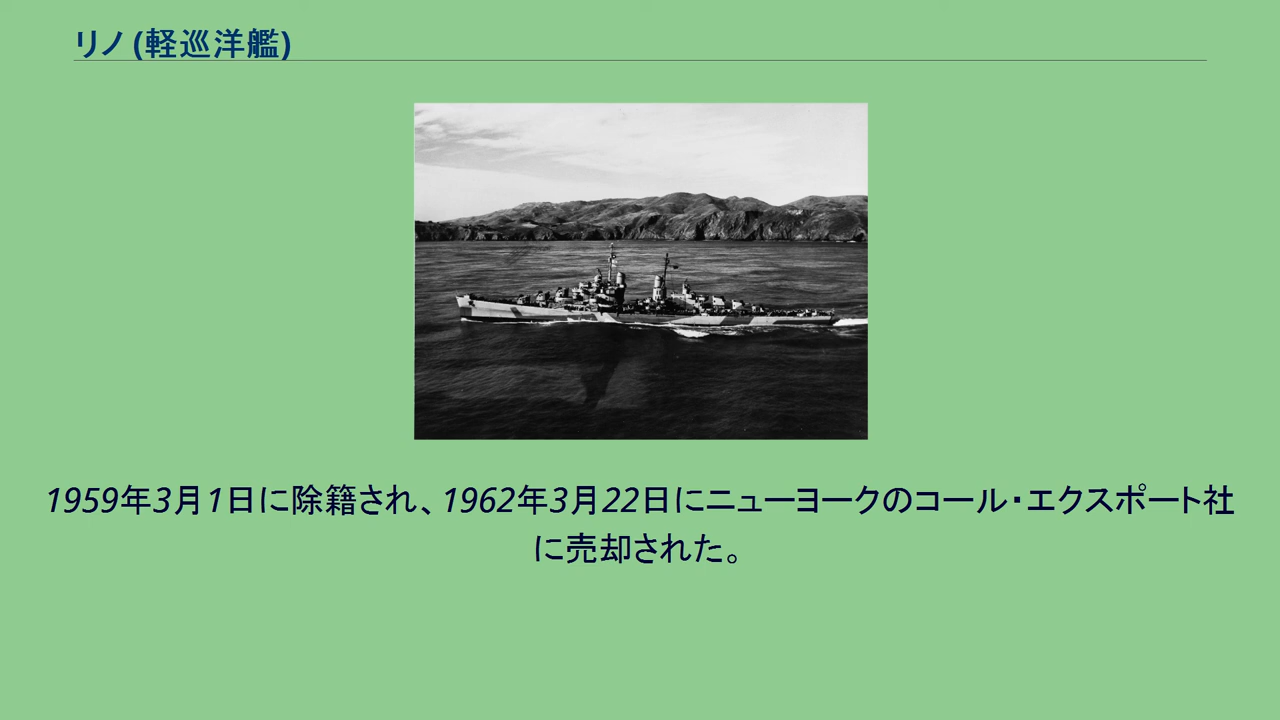 リノ (軽巡洋艦)
1959年3月1日に除籍され、1962年3月22日にニューヨークのコール・エクスポート社
に売却された。